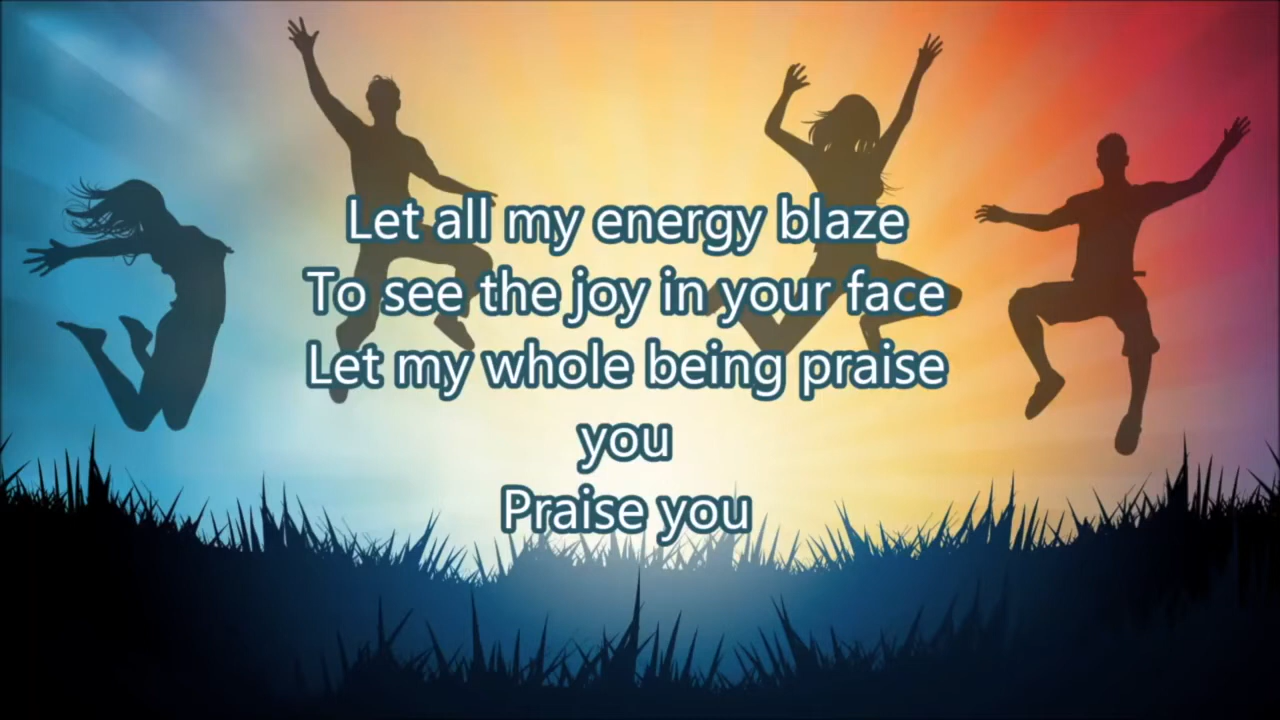 Let all my energy blaze
To see the joy in your face
Let my whole being praise
you
Praise you